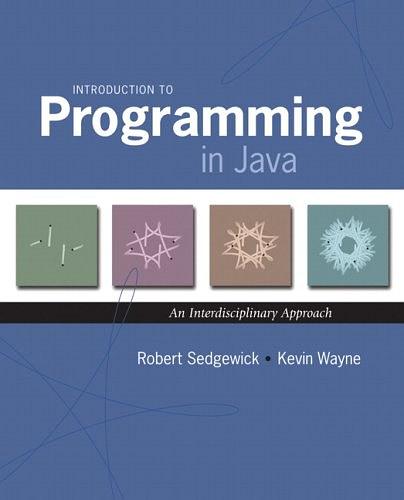 INTRODUCTION TO
Programming
in Java
An Interdisciplinary Approach
Robert Sedgewick • Kevin Wayne